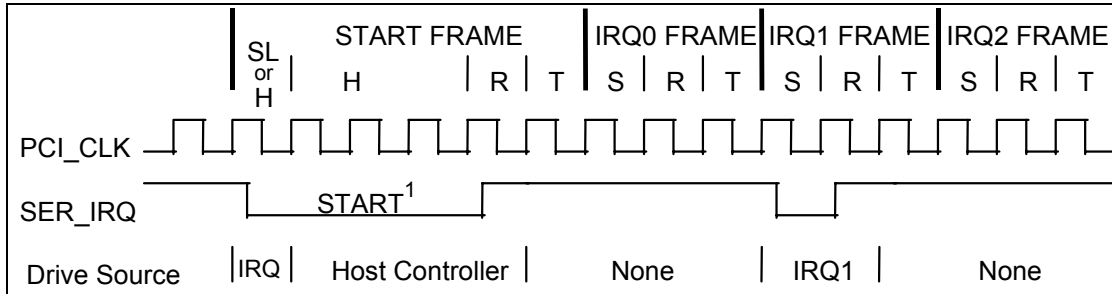 START FRAME IRQ0 FRAME IRQ1 FRAME IRQ2 FRAME
SL
or
H
H R T S R T S R T S R T
PCI_CLK
START1
SER_IRQ
Drive Source IRQ Host Controller None IRQ1 None